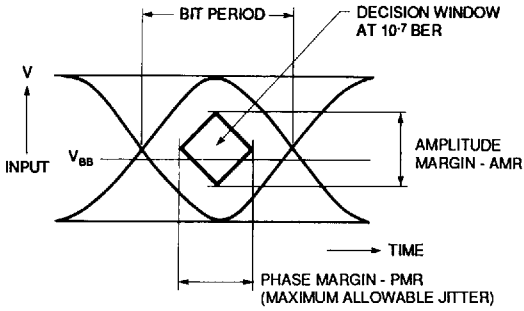 BIT PERIOD
DECISION WINDOW
AT 10-7 BER
V
INPUT
VBB
AMPLITUDE
MARGIN - AMR
TIME
PHASE MARGIN - PMR
(MAXIMUM ALLOWABLE JITTER)